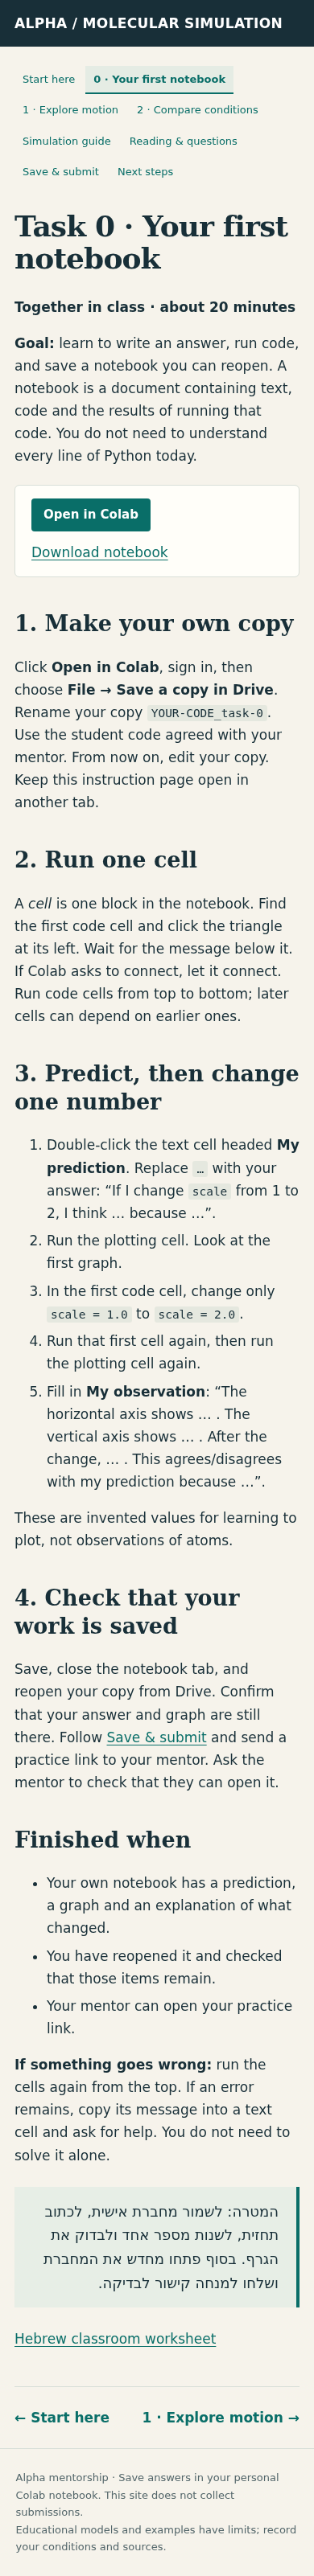 ALPHA / MOLECULAR SIMULATION
Start here
0 · Your first notebook
1 · Explore motion
2 · Compare conditions
Simulation guide
Reading & questions
Save & submit
Next steps
Task 0 · Your first
notebook
Together in class · about 20 minutes
Goal: learn to write an answer, run code,
and save a notebook you can reopen. A
notebook is a document containing text,
code and the results of running that
code. You do not need to understand
every line of Python today.
Open in Colab
Download notebook
1. Make your own copy
Click Open in Colab, sign in, then
choose File → Save a copy in Drive.
Rename your copy YOUR-CODE_task-0.
Use the student code agreed with your
mentor. From now on, edit your copy.
Keep this instruction page open in
another tab.
2. Run one cell
A cell is one block in the notebook. Find
the first code cell and click the triangle
at its left. Wait for the message below it.
If Colab asks to connect, let it connect.
Run code cells from top to bottom; later
cells can depend on earlier ones.
3. Predict, then change
one number
1. Double-click the text cell headed My
prediction. Replace … with your
answer: “If I change scale from 1 to
2, I think … because …”.
2. Run the plotting cell. Look at the
first graph.
3. In the first code cell, change only
scale = 1.0 to scale = 2.0.
4. Run that first cell again, then run
the plotting cell again.
5. Fill in My observation: “The
horizontal axis shows … . The
vertical axis shows … . After the
change, … . This agrees/disagrees
with my prediction because …”.
These are invented values for learning to
plot, not observations of atoms.
4. Check that your
work is saved
Save, close the notebook tab, and
reopen your copy from Drive. Confirm
that your answer and graph are still
there. Follow Save & submit and send a
practice link to your mentor. Ask the
mentor to check that they can open it.
Finished when
• Your own notebook has a prediction,
a graph and an explanation of what
changed.
• You have reopened it and checked
that those items remain.
• Your mentor can open your practice
link.
If something goes wrong: run the
cells again from the top. If an error
remains, copy its message into a text
cell and ask for help. You do not need to
solve it alone.
המטרה: לשמור מחברת אישית, לכתוב
תחזית, לשנות מספר אחד ולבדוק את
הגרף. בסוף פתחו מחדש את המחברת
ושלחו למנחה קישור לבדיקה.
Hebrew classroom worksheet
← Start here
1 · Explore motion →
Alpha mentorship · Save answers in your personal
Colab notebook. This site does not collect
submissions.
Educational models and examples have limits; record
your conditions and sources.